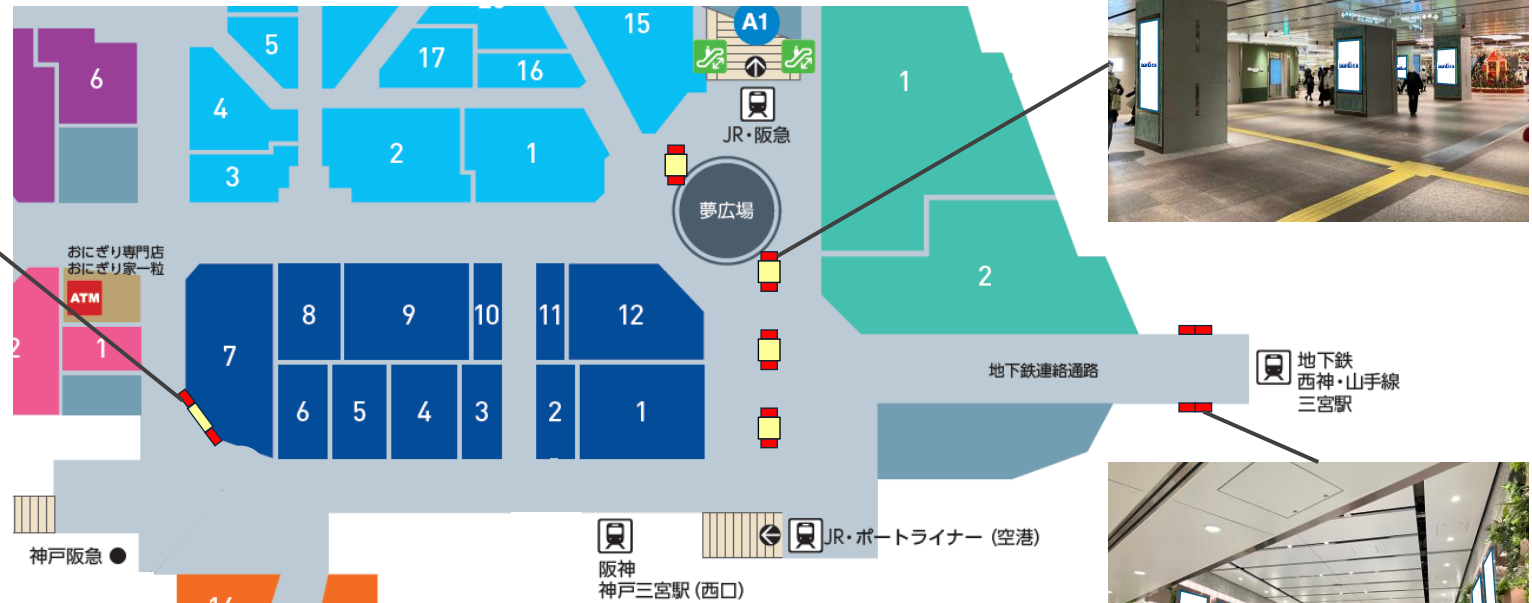 A1
15
5
17
16
6
1
4
JR・阪急
2
1
3
夢広場
おにぎり専門店
おにぎり家一粒
2
ATM
8
9
10
11
12
2
1
7
地下鉄連絡通路
地下鉄
西神・山手線
三宮駅
6
5
4
3
2
1
神戸阪急
阪神
神戸三宮駅（西口）
JR・ポートライナー（空港）